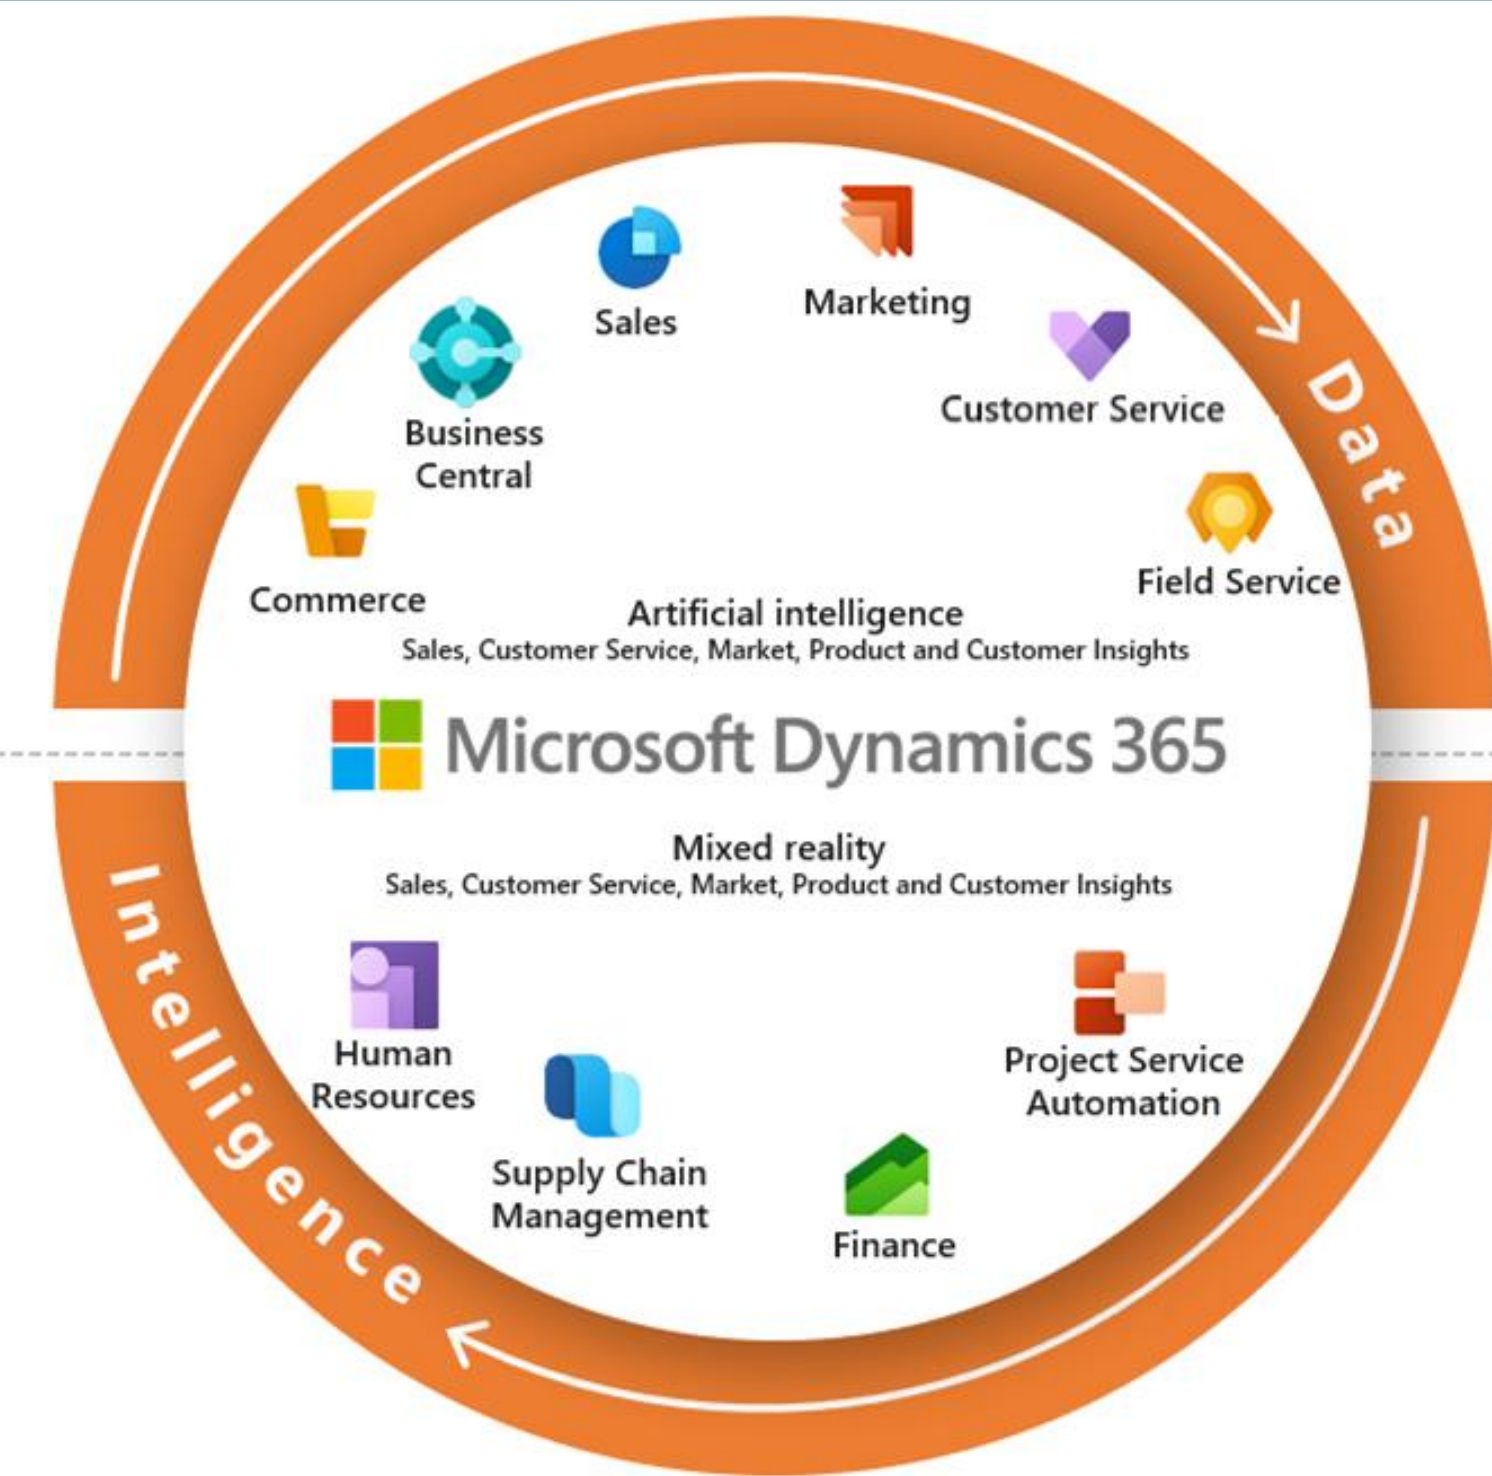 Marketing
Sales
Customer Service
Business
Central
Data
Field Service
Commerce
Artificial intelligence
Sales, Customer Service, Market, Product and Customer Insights
Microsoft Dynamics 365
Mixed reality
Sales, Customer Service, Market, Product and Customer Insights
Intelligence
Human
Resources
Project Service
Automation
Supply Chain
Management
Finance